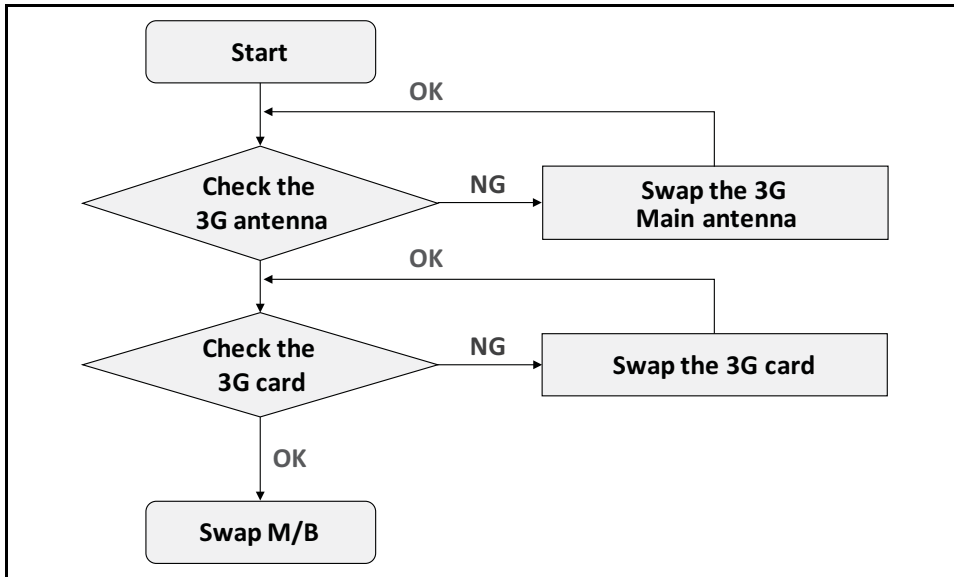 Start
OK
Check the
3G antenna
NG
Swap the 3G
Main antenna
OK
Check the
3G card
NG
Swap the 3G card
OK
Swap M/B